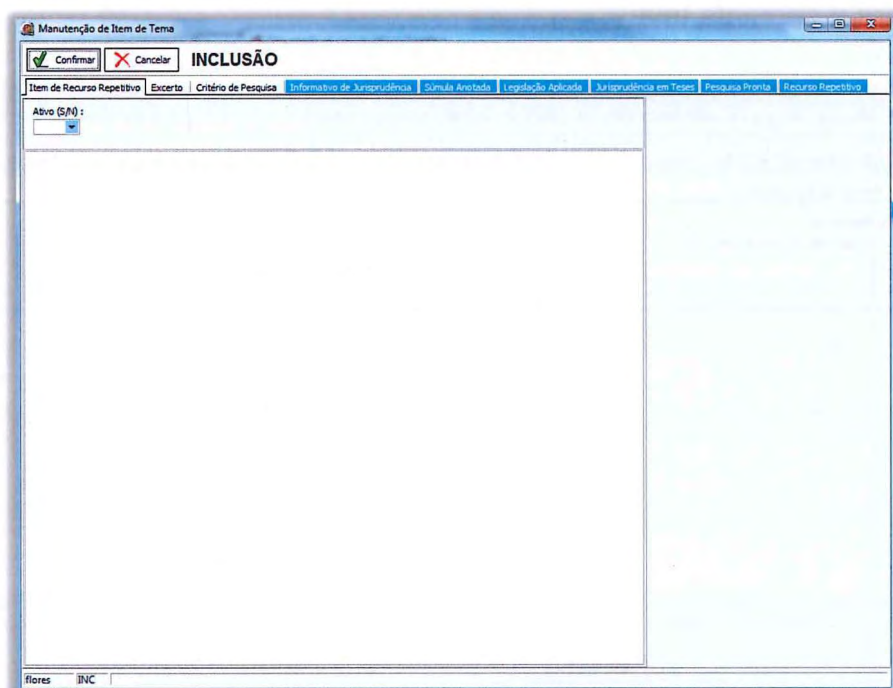 Manutenção de Item de Tema
Confirmar Cancelar INCLUSÃO
Item de Recurso Repetitivo Excerto Critério de Pesquisa Informativo de Jurisprudência Súmula Anotada Legislação Aplicada Jurisprudência em Teses Pesquisa Pronta Recurso Repetitivo
Ativo (S/N) :
flores INC